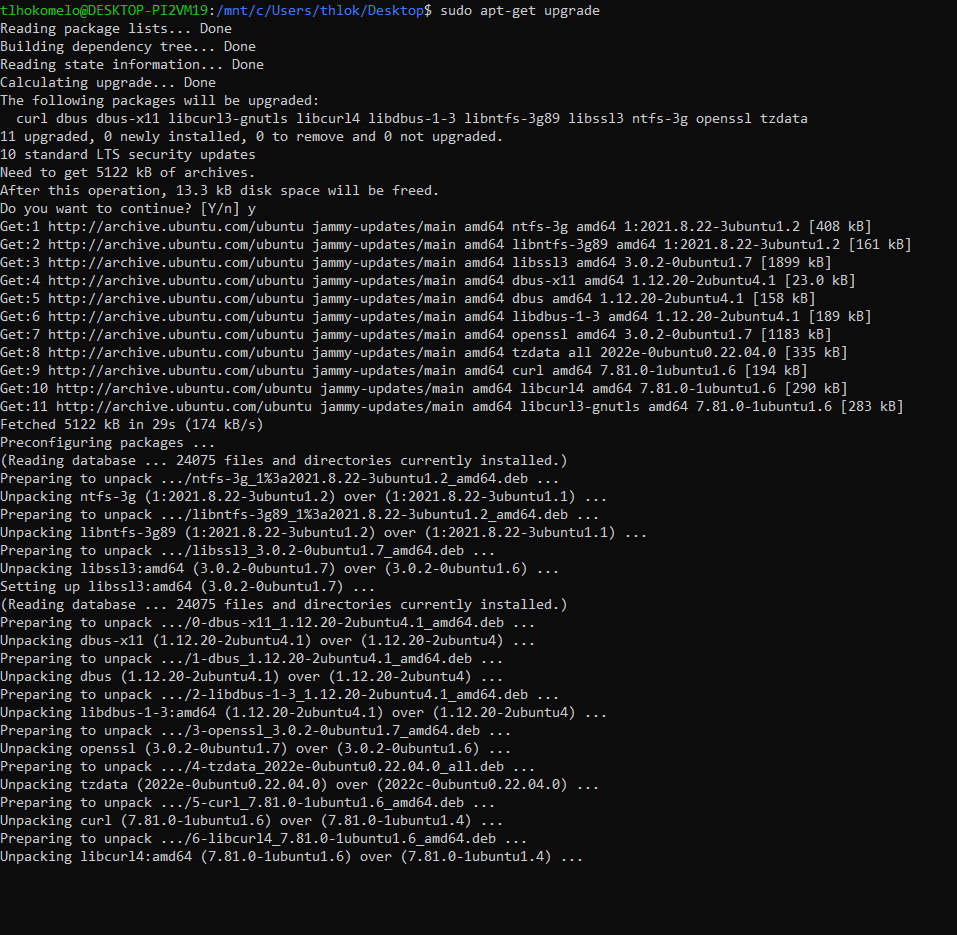 tlhokomelo@DESKTOP-PI2VM19:/mnt/c/Users/thlok/Desktop$ sudo apt-get upgrade
Reading package lists... Done
Building dependency tree... Done
Reading state information... Done
Calculating upgrade... Done
The following packages will be upgraded:
  curl dbus dbus-x11 libcurl3-gnutls libcurl4 libdbus-1-3 libntfs-3g89 libssl3 ntfs-3g openssl tzdata
11 upgraded, 0 newly installed, 0 to remove and 0 not upgraded.
10 standard LTS security updates
Need to get 5122 kB of archives.
After this operation, 13.3 kB disk space will be freed.
Do you want to continue? [Y/n] y
Get:1 http://archive.ubuntu.com/ubuntu jammy-updates/main amd64 ntfs-3g amd64 1:2021.8.22-3ubuntu1.2 [408 kB]
Get:2 http://archive.ubuntu.com/ubuntu jammy-updates/main amd64 libntfs-3g89 amd64 1:2021.8.22-3ubuntu1.2 [161 kB]
Get:3 http://archive.ubuntu.com/ubuntu jammy-updates/main amd64 libssl3 amd64 3.0.2-0ubuntu1.7 [1899 kB]
Get:4 http://archive.ubuntu.com/ubuntu jammy-updates/main amd64 dbus-x11 amd64 1.12.20-2ubuntu4.1 [23.0 kB]
Get:5 http://archive.ubuntu.com/ubuntu jammy-updates/main amd64 dbus amd64 1.12.20-2ubuntu4.1 [158 kB]
Get:6 http://archive.ubuntu.com/ubuntu jammy-updates/main amd64 libdbus-1-3 amd64 1.12.20-2ubuntu4.1 [189 kB]
Get:7 http://archive.ubuntu.com/ubuntu jammy-updates/main amd64 openssl amd64 3.0.2-0ubuntu1.7 [1183 kB]
Get:8 http://archive.ubuntu.com/ubuntu jammy-updates/main amd64 tzdata all 2022e-0ubuntu0.22.04.0 [335 kB]
Get:9 http://archive.ubuntu.com/ubuntu jammy-updates/main amd64 curl amd64 7.81.0-1ubuntu1.6 [194 kB]
Get:10 http://archive.ubuntu.com/ubuntu jammy-updates/main amd64 libcurl4 amd64 7.81.0-1ubuntu1.6 [290 kB]
Get:11 http://archive.ubuntu.com/ubuntu jammy-updates/main amd64 libcurl3-gnutls amd64 7.81.0-1ubuntu1.6 [283 kB]
Fetched 5122 kB in 29s (174 kB/s)
Preconfiguring packages ...
(Reading database ... 24075 files and directories currently installed.)
Preparing to unpack .../ntfs-3g_1%3a2021.8.22-3ubuntu1.2_amd64.deb ...
Unpacking ntfs-3g (1:2021.8.22-3ubuntu1.2) over (1:2021.8.22-3ubuntu1.1) ...
Preparing to unpack .../libntfs-3g89_1%3a2021.8.22-3ubuntu1.2_amd64.deb ...
Unpacking libntfs-3g89 (1:2021.8.22-3ubuntu1.2) over (1:2021.8.22-3ubuntu1.1) ...
Preparing to unpack .../libssl3_3.0.2-0ubuntu1.7_amd64.deb ...
Unpacking libssl3:amd64 (3.0.2-0ubuntu1.7) over (3.0.2-0ubuntu1.6) ...
Setting up libssl3:amd64 (3.0.2-0ubuntu1.7) ...
(Reading database ... 24075 files and directories currently installed.)
Preparing to unpack .../0-dbus-x11_1.12.20-2ubuntu4.1_amd64.deb ...
Unpacking dbus-x11 (1.12.20-2ubuntu4.1) over (1.12.20-2ubuntu4) ...
Preparing to unpack .../1-dbus_1.12.20-2ubuntu4.1_amd64.deb ...
Unpacking dbus (1.12.20-2ubuntu4.1) over (1.12.20-2ubuntu4) ...
Preparing to unpack .../2-libdbus-1-3_1.12.20-2ubuntu4.1_amd64.deb ...
Unpacking libdbus-1-3:amd64 (1.12.20-2ubuntu4.1) over (1.12.20-2ubuntu4) ...
Preparing to unpack .../3-openssl_3.0.2-0ubuntu1.7_amd64.deb ...
Unpacking openssl (3.0.2-0ubuntu1.7) over (3.0.2-0ubuntu1.6) ...
Preparing to unpack .../4-tzdata_2022e-0ubuntu0.22.04.0_all.deb ...
Unpacking tzdata (2022e-0ubuntu0.22.04.0) over (2022c-0ubuntu0.22.04.0) ...
Preparing to unpack .../5-curl_7.81.0-1ubuntu1.6_amd64.deb ...
Unpacking curl (7.81.0-1ubuntu1.6) over (7.81.0-1ubuntu1.4) ...
Preparing to unpack .../6-libcurl4_7.81.0-1ubuntu1.6_amd64.deb ...
Unpacking libcurl4:amd64 (7.81.0-1ubuntu1.6) over (7.81.0-1ubuntu1.4) ...